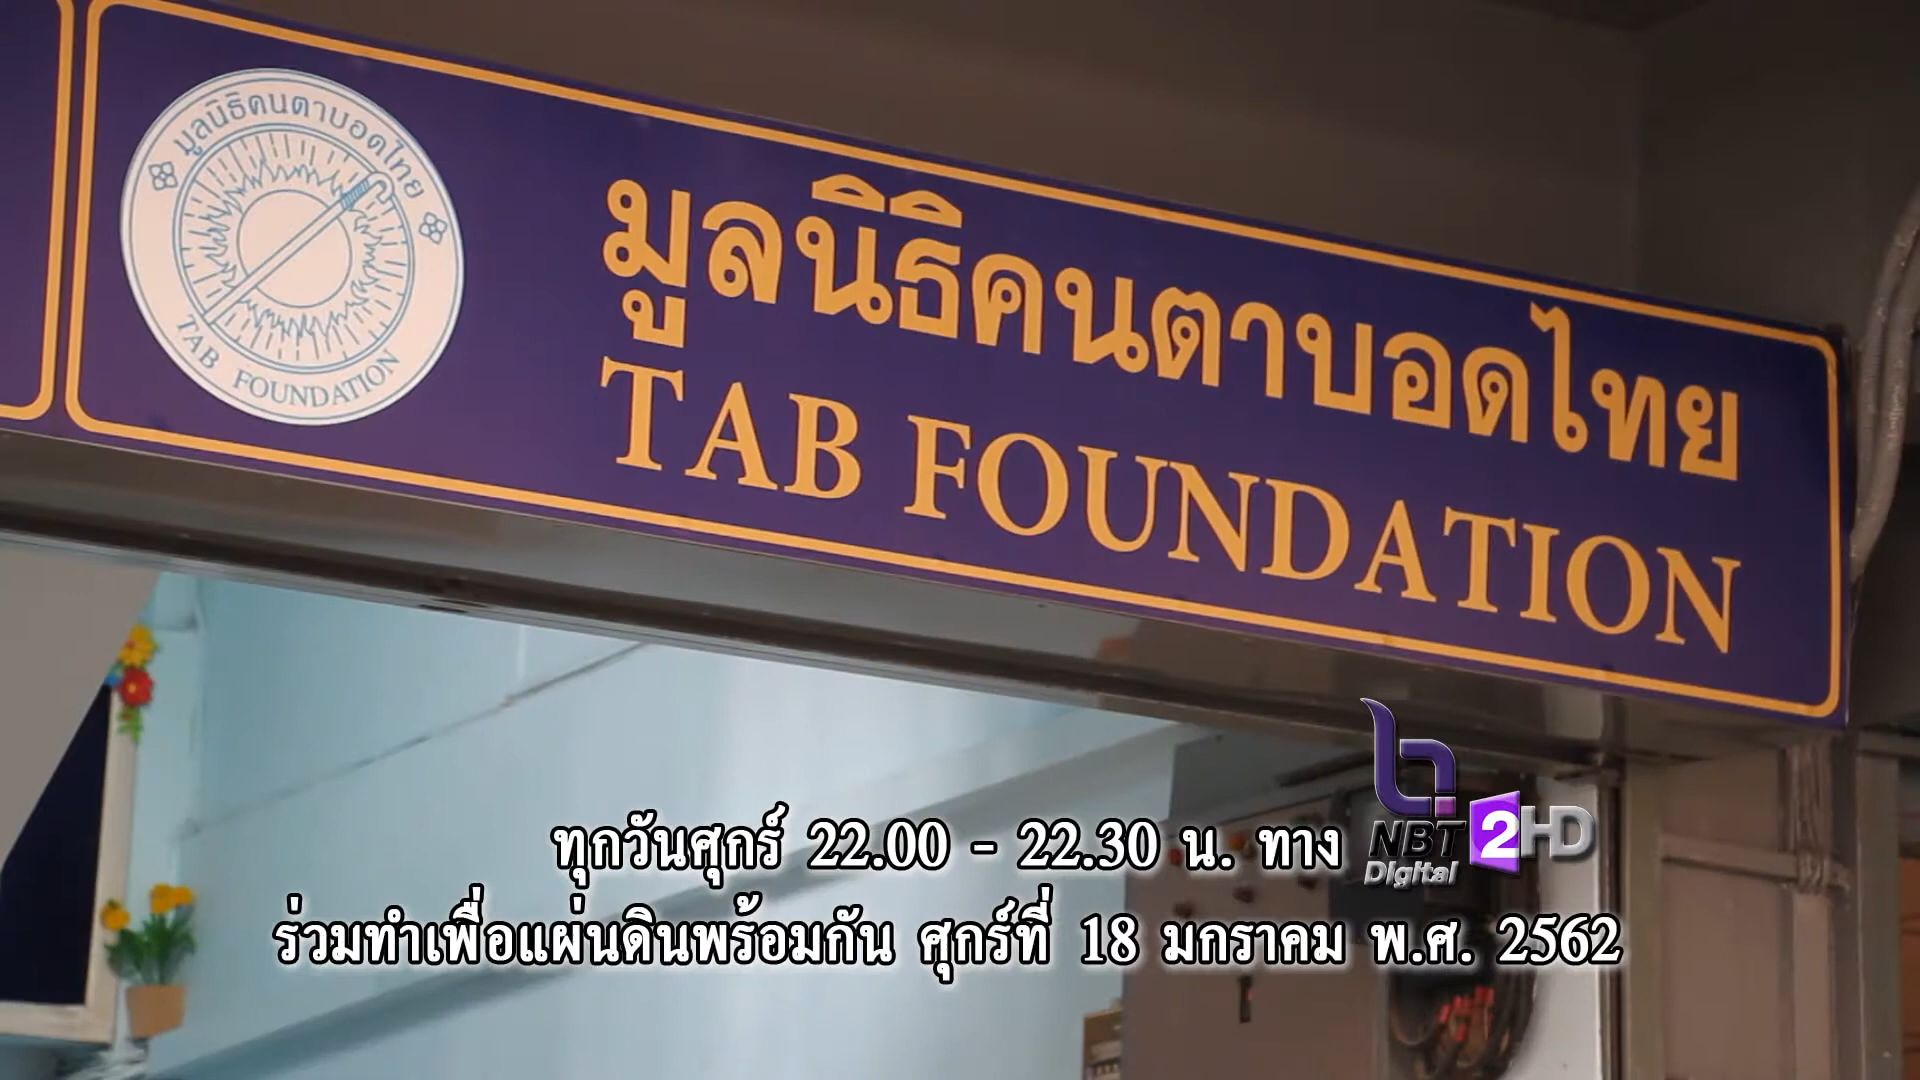 มูลนิธิคนตาบอดไทย
TAB FOUNDATION
มูลนิธิคนตาบอดไทย
TAB FOUNDATION
ทุกวันศุกร์ 22.00 - 22.30 น. ทาง NBT Digital 2HD
ร่วมทำเพื่อแผ่นดินพร้อมกัน ศุกร์ที่ 18 มกราคม พ.ศ. 2562